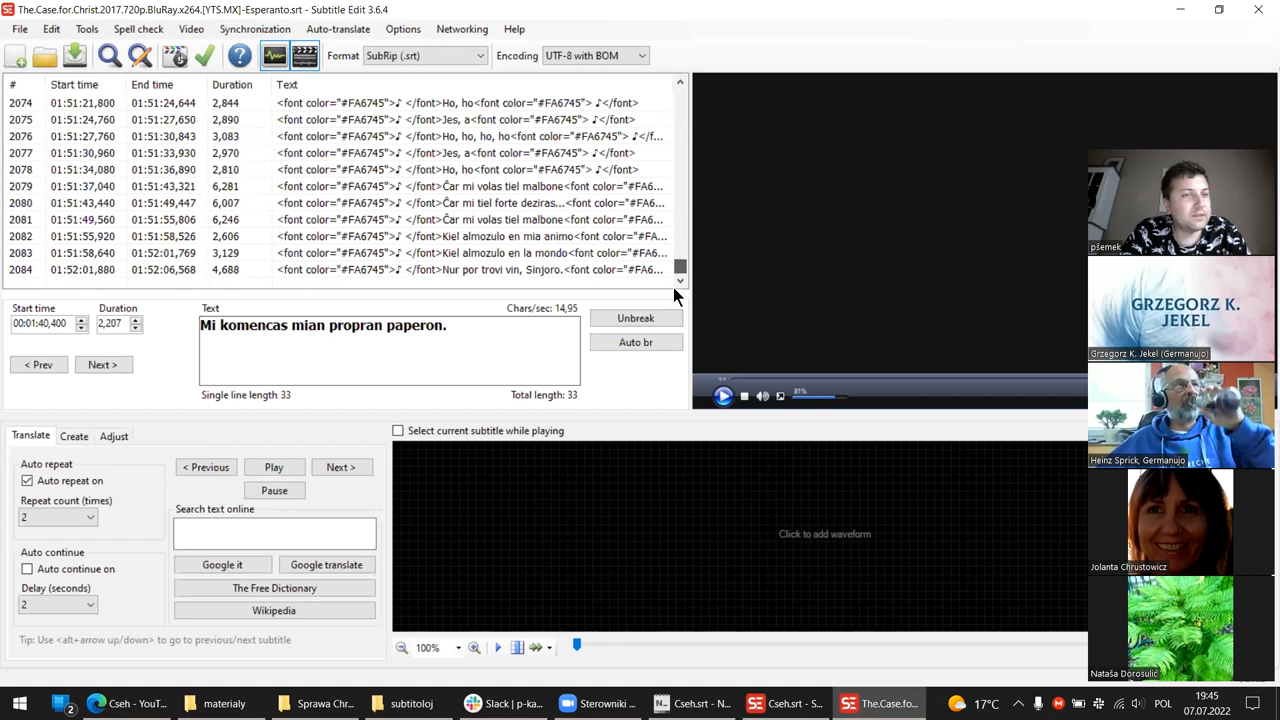 The.Case.for.Christ.2017.720p.BluRay.x264.[YTS.MX]-Esperanto.srt - Subtitle Edit 3.6.4
File Edit Tools Spell check Video Synchronization Auto-translate Options Networking Help
Format SubRip (.srt) Encoding UTF-8 with BOM
# Start time End time Duration Text
2074 01:51:21,800 01:51:24,644 2,844 <font color="#FA6745">♪ </font>Ho, ho<font color="#FA6745"> ♪</font>
2075 01:51:24,760 01:51:27,650 2,890 <font color="#FA6745">♪ </font>Jes, a<font color="#FA6745"> ♪</font>
2076 01:51:27,760 01:51:30,843 3,083 <font color="#FA6745">♪ </font>Ho, ho, ho, ho<font color="#FA6745"> ♪</f...
2077 01:51:30,960 01:51:33,930 2,970 <font color="#FA6745">♪ </font>Jes, a<font color="#FA6745"> ♪</font>
2078 01:51:34,080 01:51:36,890 2,810 <font color="#FA6745">♪ </font>Ho, ho<font color="#FA6745"> ♪</font>
2079 01:51:37,040 01:51:43,321 6,281 <font color="#FA6745">♪ </font>Ĉar mi volas tiel malbone<font color="#FA6...
2080 01:51:43,440 01:51:49,447 6,007 <font color="#FA6745">♪ </font>Ĉar mi tiel forte deziras...<font color="#FA6...
2081 01:51:49,560 01:51:55,806 6,246 <font color="#FA6745">♪ </font>Ĉar mi volas tiel malbone<font color="#FA6...
2082 01:51:55,920 01:51:58,526 2,606 <font color="#FA6745">♪ </font>Kiel almozulo en mia animo<font color="#FA...
2083 01:51:58,640 01:52:01,769 3,129 <font color="#FA6745">♪ </font>Kiel almozulo en la mondo<font color="#FA6...
2084 01:52:01,880 01:52:06,568 4,688 <font color="#FA6745">♪ </font>Nur por trovi vin, Sinjoro.<font color="#FA6...
Start time Duration Text Chars/sec: 14,95
00:01:40,400 2,207
Mi komencas mian propran paperon.
Unbreak
Auto br
< Prev Next >
Single line length: 33 Total length: 33
81%
Translate Create Adjust
Select current subtitle while playing
Auto repeat
Auto repeat on
Repeat count (times)
2
Auto continue
Auto continue on
Delay (seconds)
2
< Previous Play Next >
Pause
Search text online
Google it Google translate
The Free Dictionary
Wikipedia
Tip: Use <alt+arrow up/down> to go to previous/next subtitle
Click to add waveform
100%
pšemek
GRZEGORZ K.
JEKEL
Grzegorz K. Jekel (Germanujo)
Heinz Sprick, Germanujo
Jolanta Chrustowicz
Nataša Dorosulić
2
Cseh - YouT...
materialy
Sprawa Chr...
subtitoloj
Slack | p-ka...
Sterowniki ...
Cseh.srt - N...
Cseh.srt - S...
The.Case.fo...
17°C
POL
19:45
07.07.2022